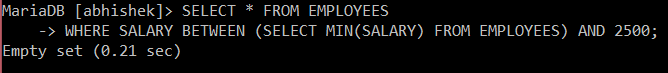 MariaDB [abhishek]> SELECT * FROM EMPLOYEES
-> WHERE SALARY BETWEEN (SELECT MIN(SALARY) FROM EMPLOYEES) AND 2500;
Empty set (0.21 sec)